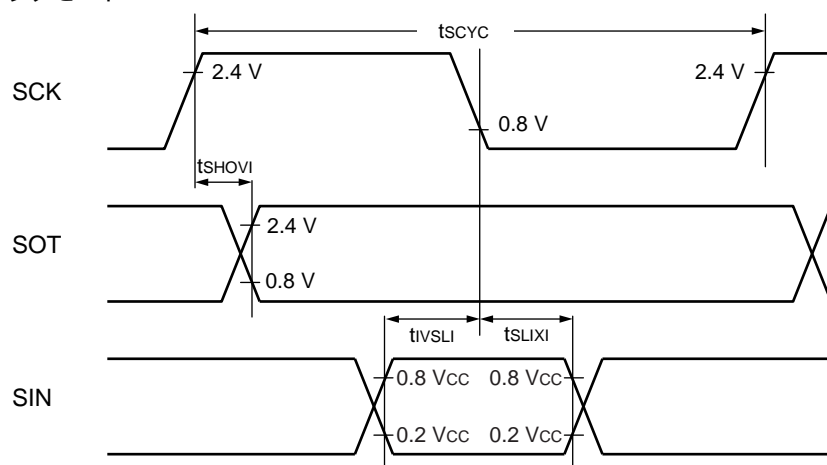 tSCYC
SCK
2.4 V
2.4 V
0.8 V
tSHOVI
SOT
2.4 V
0.8 V
tIVSLI
tSLIXI
SIN
0.8 VCC
0.8 VCC
0.2 VCC
0.2 VCC